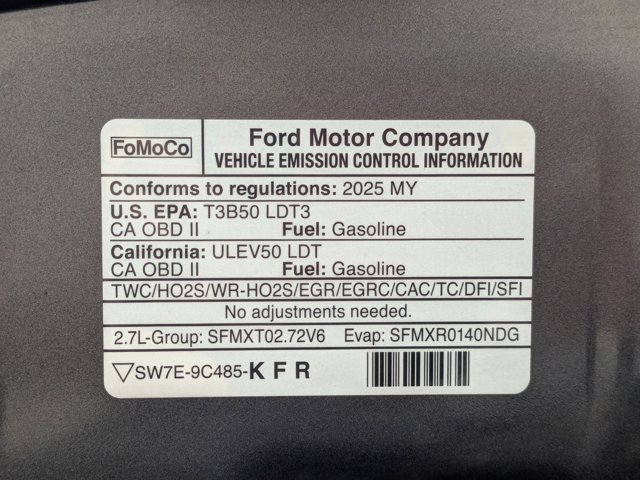 FoMoCo
Ford Motor Company
VEHICLE EMISSION CONTROL INFORMATION
Conforms to regulations: 2025 MY
U.S. EPA: T3B50 LDT3
CA OBD II Fuel: Gasoline
California: ULEV50 LDT
CA OBD II Fuel: Gasoline
TWC/HO2S/WR-HO2S/EGR/EGRC/CAC/TC/DFI/SFI
No adjustments needed.
2.7L-Group: SFMXT02.72V6 Evap: SFMXR0140NDG
▽SW7E-9C485-K F R